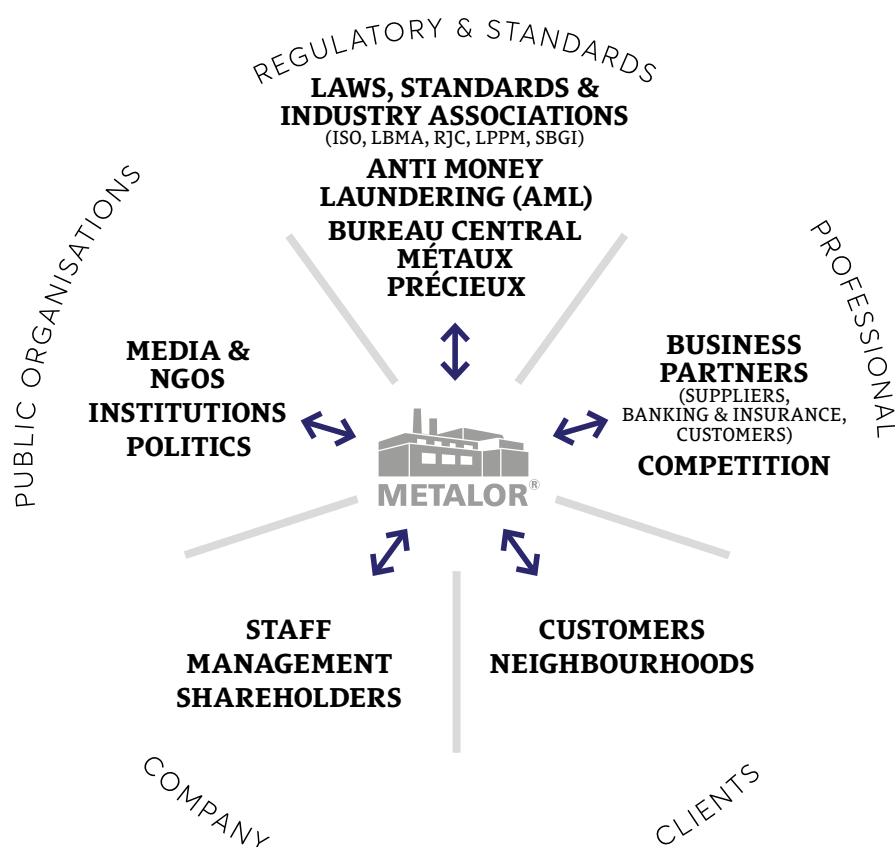 REGULATORY & STANDARDS
LAWS, STANDARDS &
INDUSTRY ASSOCIATIONS
(ISO, LBMA, RJC, LPPM, SBGI)
ANTI MONEY
LAUNDERING (AML)
BUREAU CENTRAL
MÉTAUX
PRÉCIEUX
PUBLIC ORGANISATIONS
MEDIA &
NGOS
INSTITUTIONS
POLITICS
PROFESSIONAL
BUSINESS
PARTNERS
(SUPPLIERS,
BANKING & INSURANCE,
CUSTOMERS)
COMPETITION
METALOR®
STAFF
MANAGEMENT
SHAREHOLDERS
COMPANY
CUSTOMERS
NEIGHBOURHOODS
CLIENTS